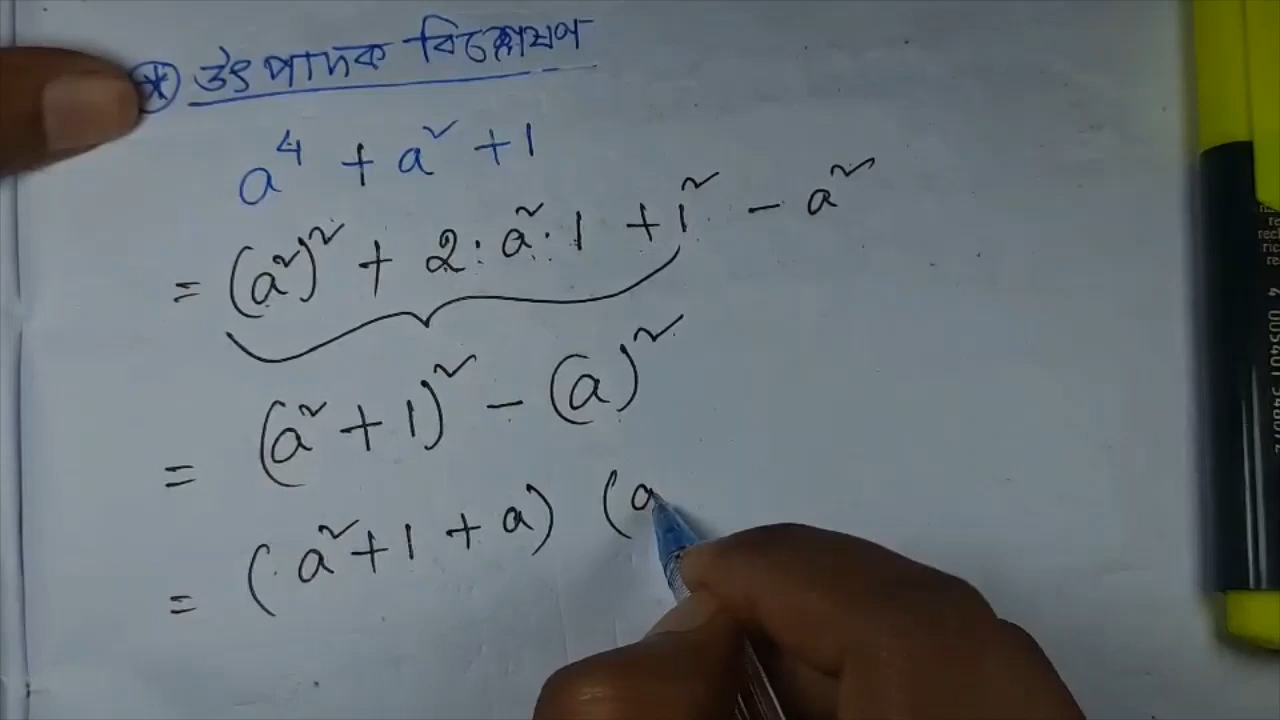 উৎপাদক বিশ্লেষণ
a⁴ + a² + 1
= (a²)² + 2·a²·1 + 1² - a²
= (a² + 1)² - (a)²
= (a² + 1 + a) (a